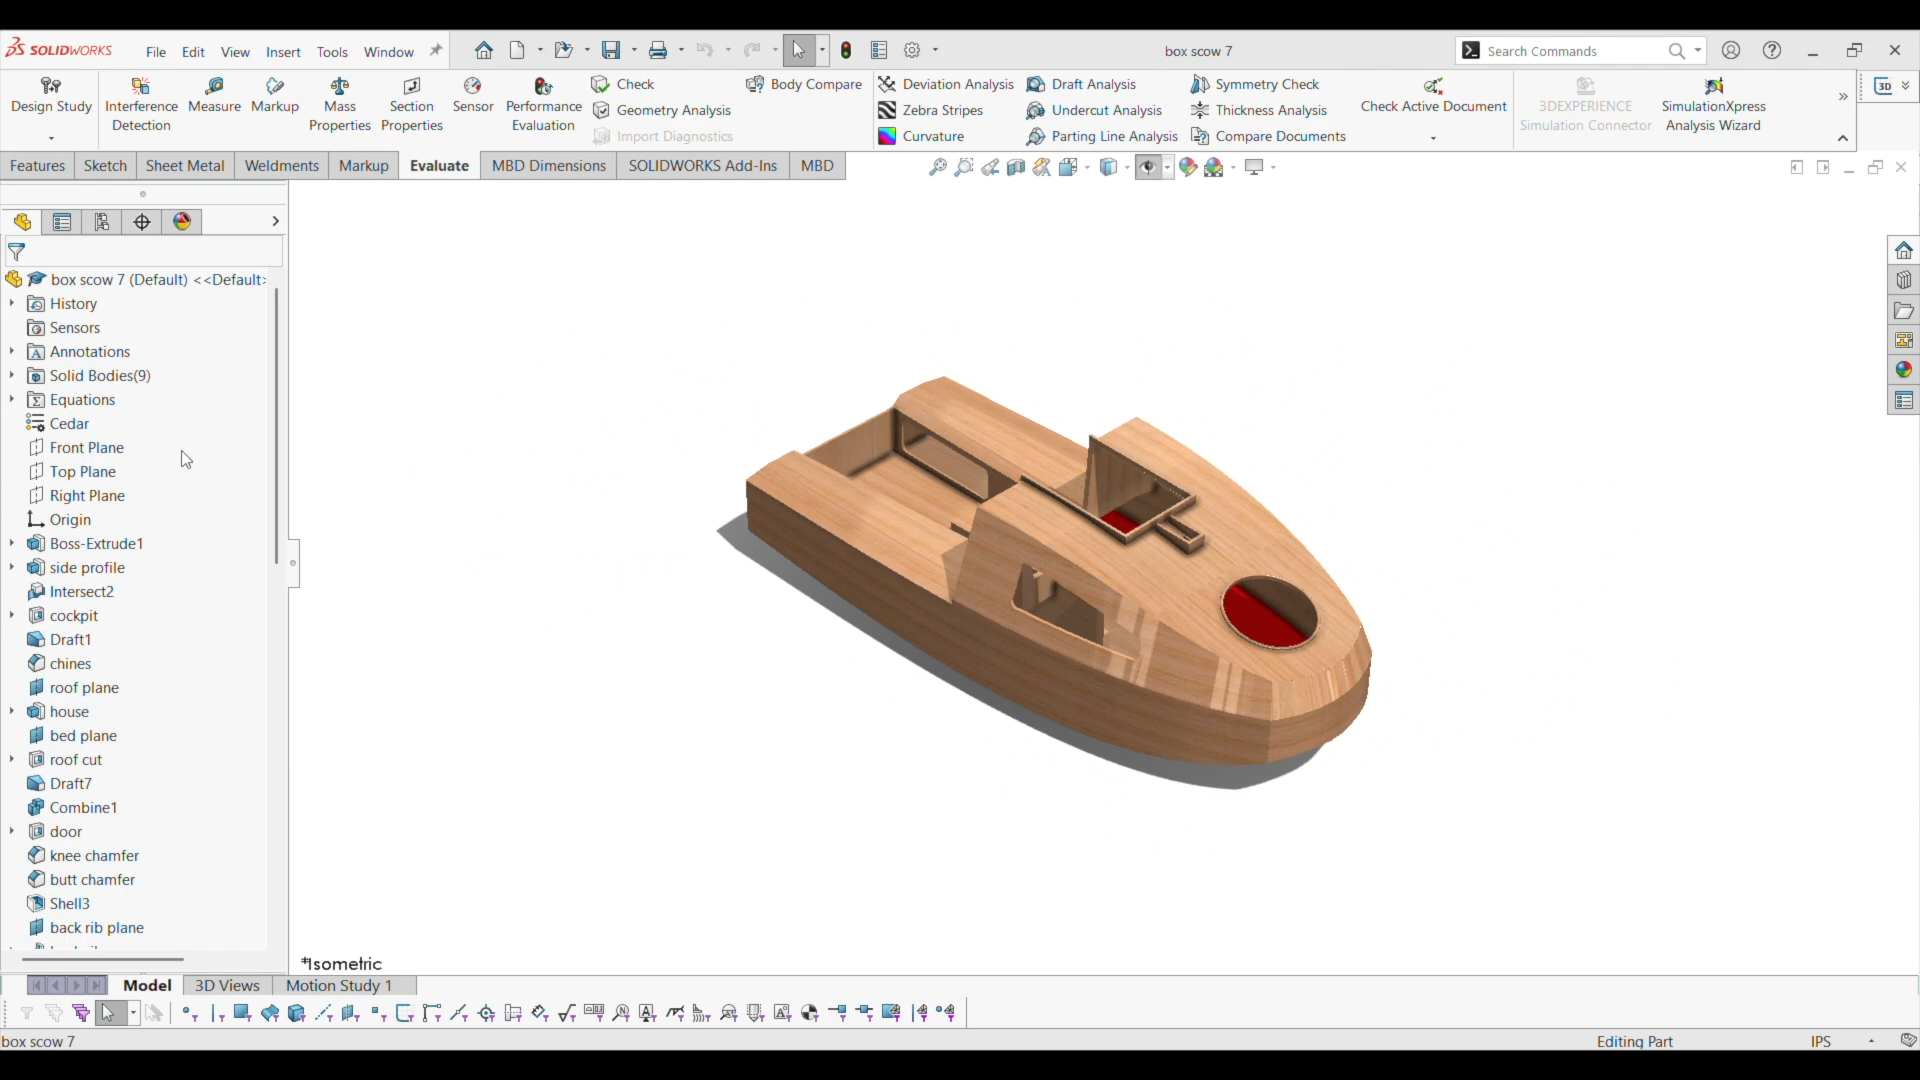 SOLIDWORKS File Edit View Insert Tools Window box scow 7 Search Commands
Design Study
Interference Detection
Measure
Markup
Mass Properties
Section Properties
Sensor
Performance Evaluation
Check
Geometry Analysis
Import Diagnostics
Body Compare
Deviation Analysis
Zebra Stripes
Curvature
Draft Analysis
Undercut Analysis
Parting Line Analysis
Symmetry Check
Thickness Analysis
Compare Documents
Check Active Document
3DEXPERIENCE
Simulation Connector
SimulationXpress
Analysis Wizard
3D
Features Sketch Sheet Metal Weldments Markup Evaluate MBD Dimensions SOLIDWORKS Add-Ins MBD
box scow 7 (Default) <<Default>
History
Sensors
Annotations
Solid Bodies(9)
Equations
Cedar
Front Plane
Top Plane
Right Plane
Origin
Boss-Extrude1
side profile
Intersect2
cockpit
Draft1
chines
roof plane
house
bed plane
roof cut
Draft7
Combine1
door
knee chamfer
butt chamfer
Shell3
back rib plane
*Isometric
Model 3D Views Motion Study 1
box scow 7 Editing Part IPS